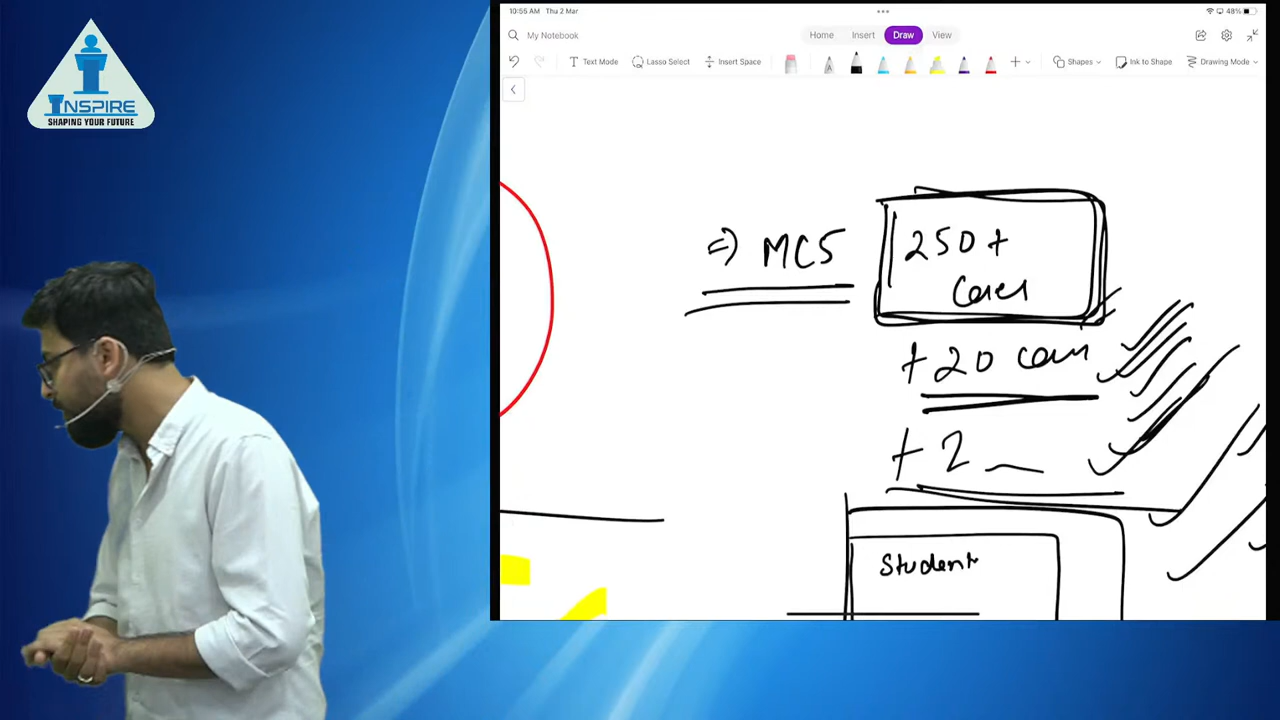 INSPIRE
SHAPING YOUR FUTURE
10:55 AM Thu 2 Mar
48%
My Notebook
Home Insert Draw View
Text Mode
Lasso Select
Insert Space
Shapes
Ink to Shape
Drawing Mode
=> MCS
250+
Cases
+20 cases
+2
Student